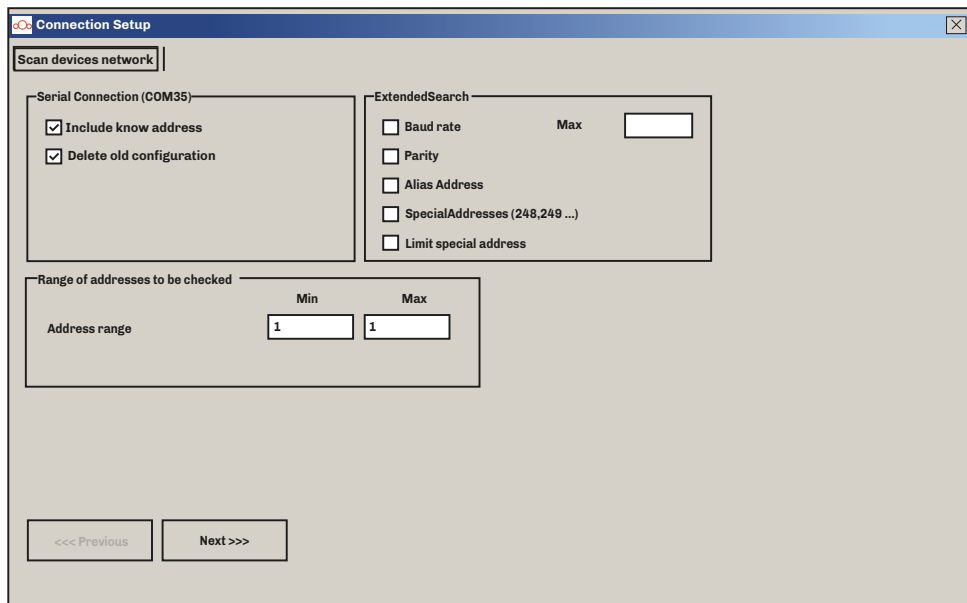 Connection Setup
Scan devices network
Serial Connection (COM35)
Include know address
Delete old configuration
ExtendedSearch
Baud rate
Max
Parity
Alias Address
SpecialAddresses (248,249 ...)
Limit special address
Range of addresses to be checked
Min Max
Address range 1 1
<<< Previous Next >>>